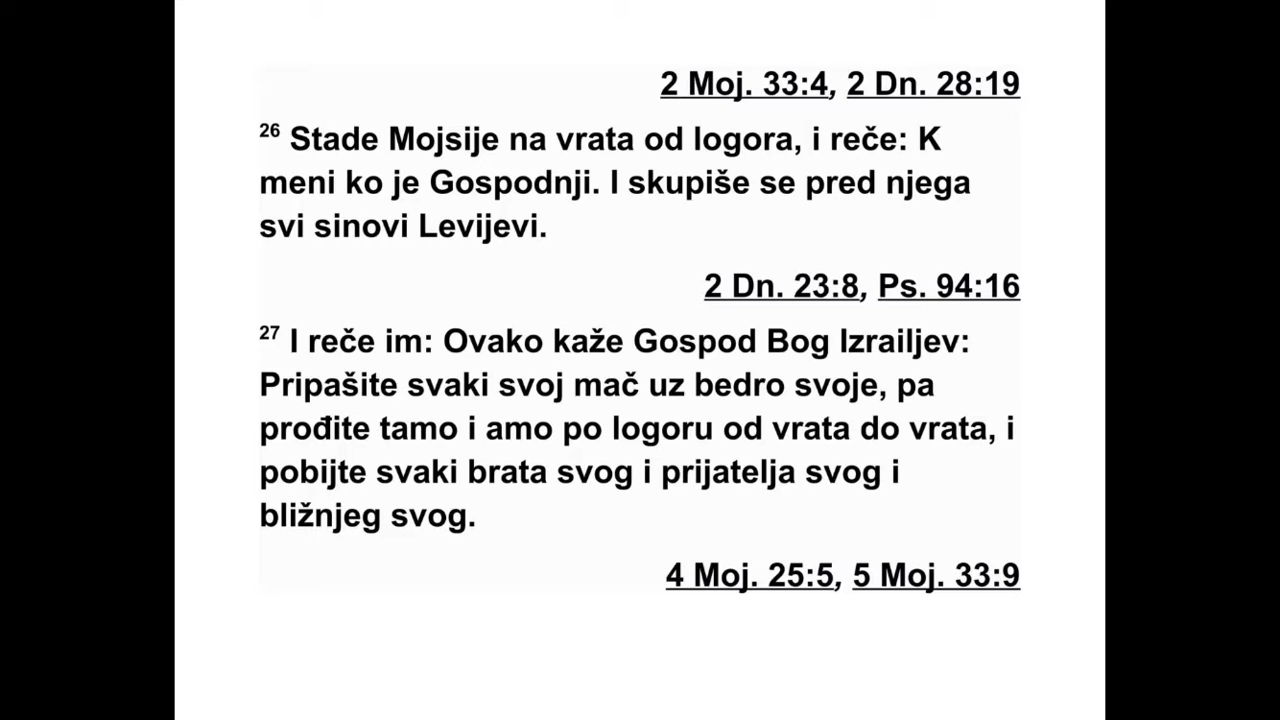 2 Moj. 33:4, 2 Dn. 28:19
26 Stade Mojsije na vrata od logora, i reče: K
meni ko je Gospodnji. I skupiše se pred njega
svi sinovi Levijevi.
2 Dn. 23:8, Ps. 94:16
27 I reče im: Ovako kaže Gospod Bog Izrailjev:
Pripašite svaki svoj mač uz bedro svoje, pa
prođite tamo i amo po logoru od vrata do vrata, i
pobijte svaki brata svog i prijatelja svog i
bližnjeg svog.
4 Moj. 25:5, 5 Moj. 33:9